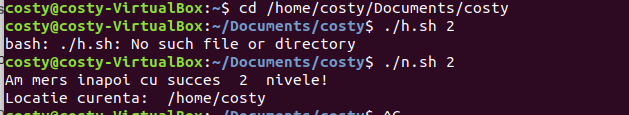 costy@costy-VirtualBox:~$ cd /home/costy/Documents/costy
costy@costy-VirtualBox:~/Documents/costy$ ./h.sh 2
bash: ./h.sh: No such file or directory
costy@costy-VirtualBox:~/Documents/costy$ ./n.sh 2
Am mers inapoi cu succes  2  nivele!
Locatie curenta:  /home/costy
costy@costy-VirtualBox:~/Documents/costy$ ^C